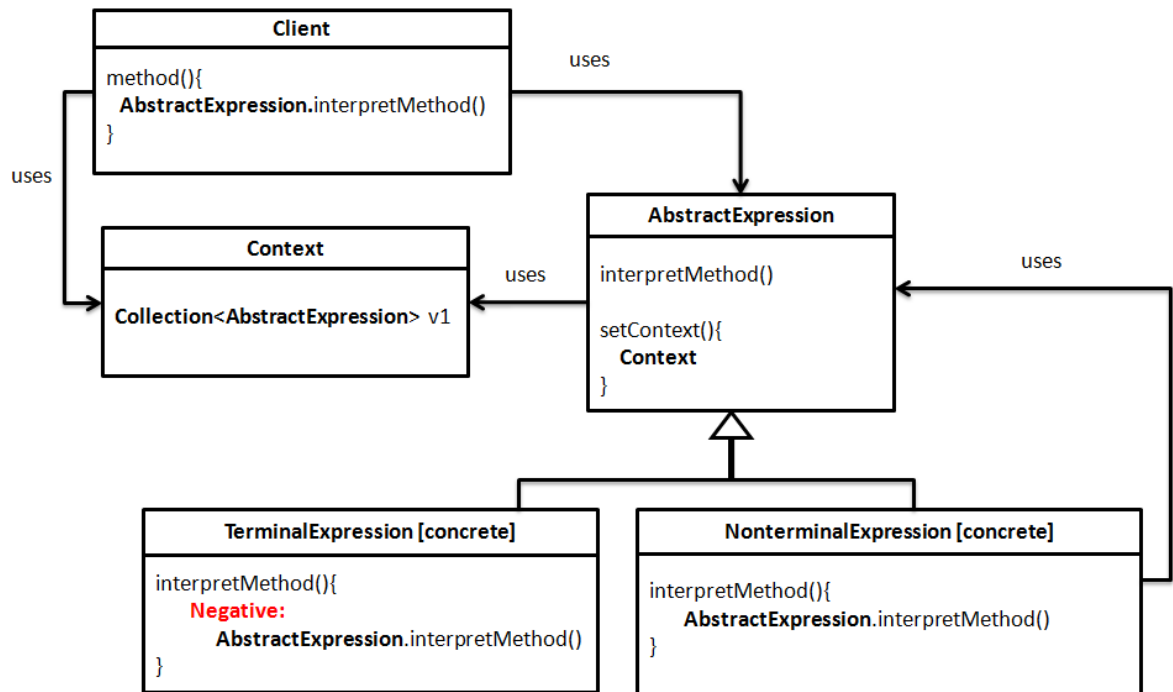 Client
method(){
AbstractExpression.interpretMethod()
}
uses
uses
Context
Collection<AbstractExpression> v1
uses
AbstractExpression
interpretMethod()
setContext(){
Context
}
uses
TerminalExpression [concrete]
interpretMethod(){
Negative:
AbstractExpression.interpretMethod()
}
NonterminalExpression [concrete]
interpretMethod(){
AbstractExpression.interpretMethod()
}